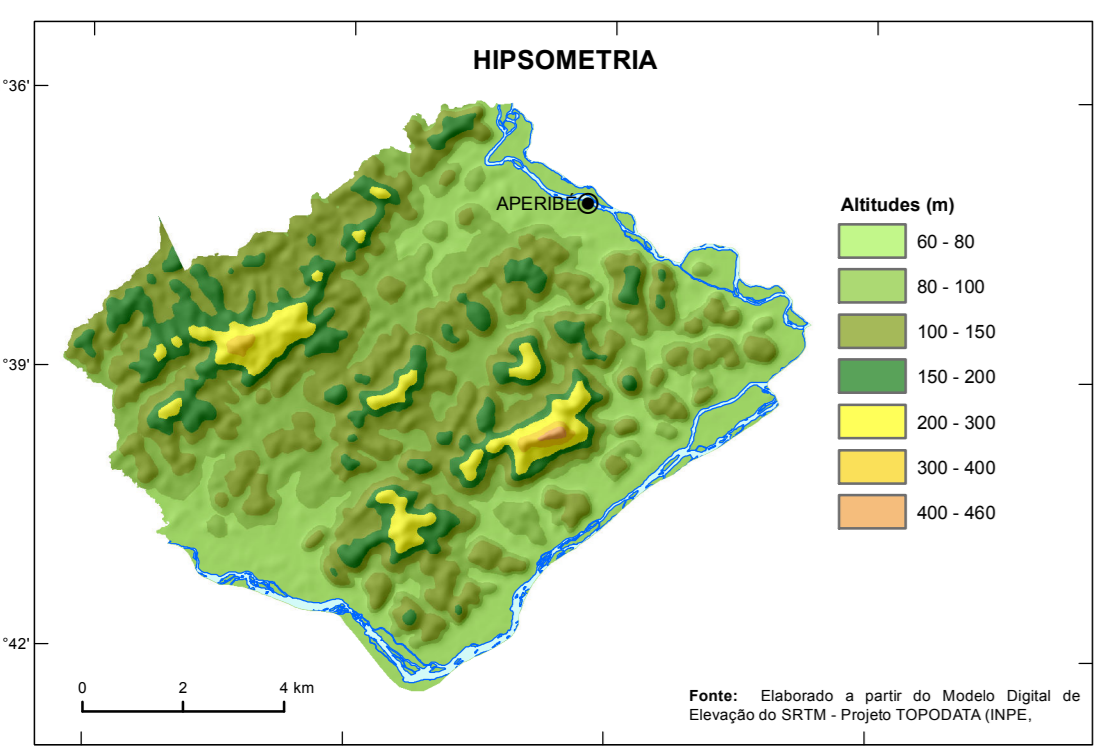 HIPSOMETRIA
°36'
APERIBÉ
°39'
°42'
Altitudes (m)
60 - 80
80 - 100
100 - 150
150 - 200
200 - 300
300 - 400
400 - 460
0 2 4 km
Fonte: Elaborado a partir do Modelo Digital de
Elevação do SRTM - Projeto TOPODATA (INPE,